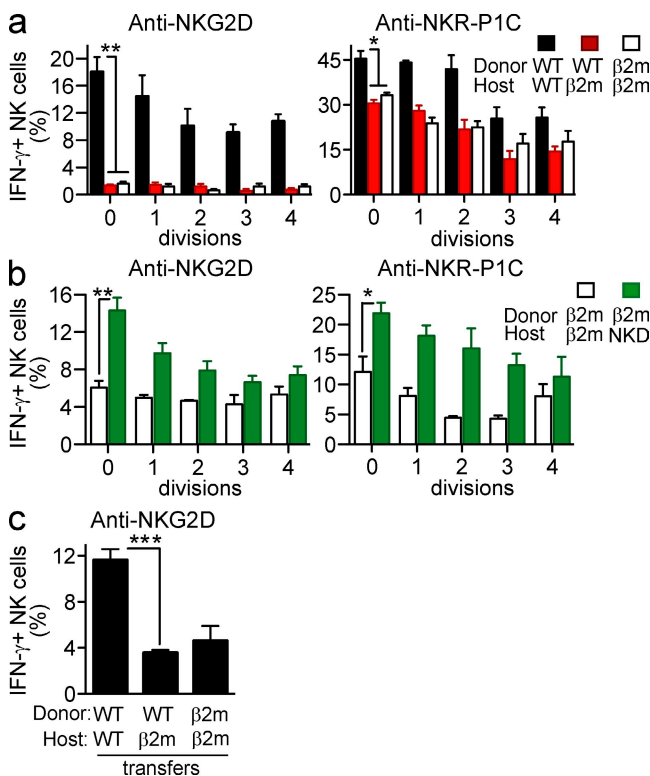 a
Anti-NKG2D
Anti-NKR-P1C
IFN-γ+ NK cells
(%)
20
16
12
8
4
0
**
0 1 2 3 4
divisions
45
30
15
0
*
0 1 2 3 4
divisions
Donor WT WT β2m
Host WT β2m β2m
b
Anti-NKG2D
Anti-NKR-P1C
IFN-γ+ NK cells
(%)
16
12
8
4
0
**
0 1 2 3 4
divisions
25
20
15
10
5
0
*
0 1 2 3 4
divisions
Donor β2m β2m
Host β2m NKD
c
Anti-NKG2D
IFN-γ+ NK cells
(%)
12
8
4
0
***
Donor: WT WT β2m
Host: WT β2m β2m
transfers